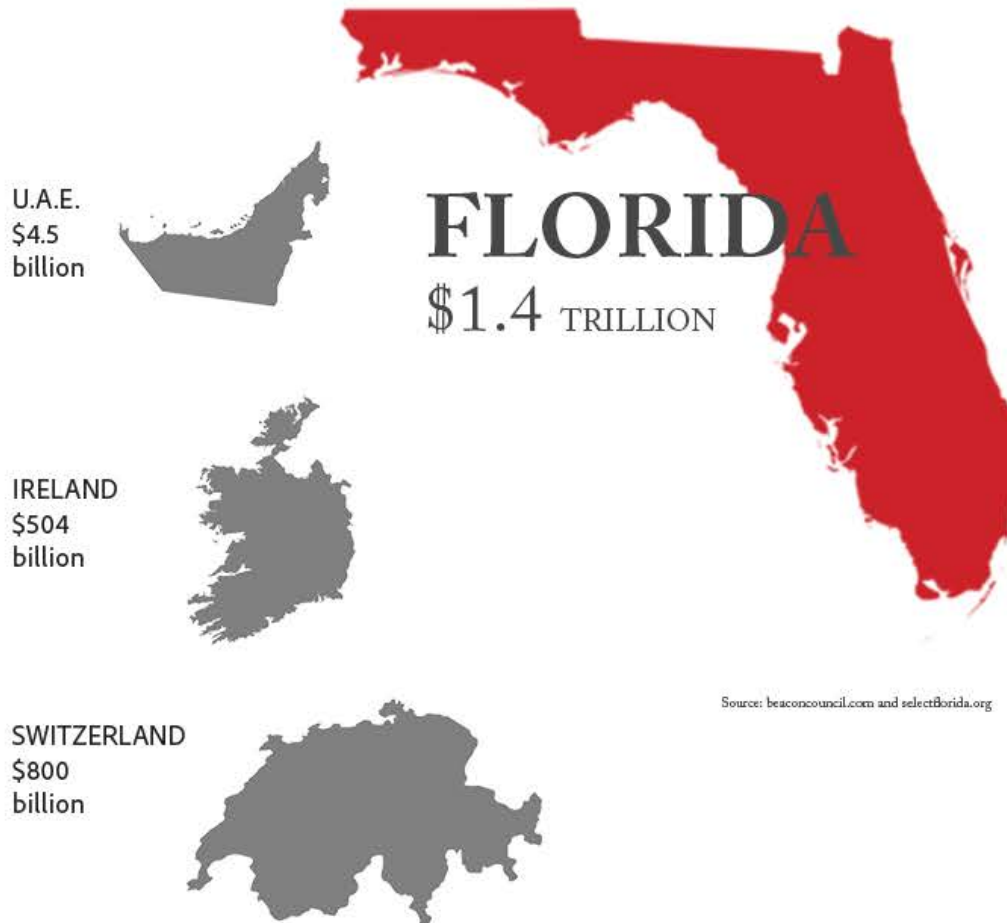 U.A.E.
$4.5
billion
FLORIDA
$1.4 TRILLION
IRELAND
$504
billion
Source: beaconcouncil.com and selectflorida.org
SWITZERLAND
$800
billion